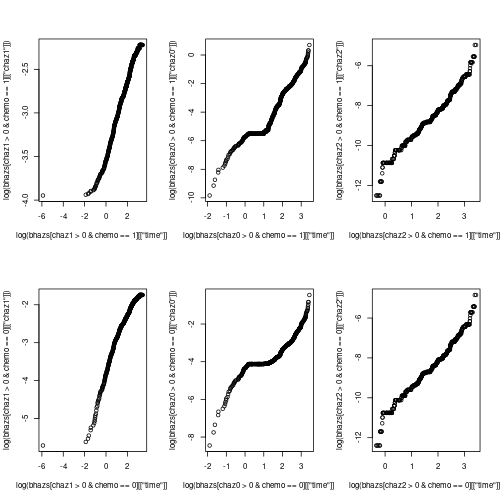 log(bhazs[chaz1 > 0 & chemo == 1][["chaz1"]])
-4.0 -3.5 -3.0 -2.5
-6 -4 -2 0 2
log(bhazs[chaz1 > 0 & chemo == 1][["time"]])
log(bhazs[chaz0 > 0 & chemo == 1][["chaz0"]])
-10 -8 -6 -4 -2 0
-2 -1 0 1 2 3
log(bhazs[chaz0 > 0 & chemo == 1][["time"]])
log(bhazs[chaz2 > 0 & chemo == 1][["chaz2"]])
-12 -10 -8 -6
0 1 2 3
log(bhazs[chaz2 > 0 & chemo == 1][["time"]])
log(bhazs[chaz1 > 0 & chemo == 0][["chaz1"]])
-5 -4 -3 -2
-6 -4 -2 0 2
log(bhazs[chaz1 > 0 & chemo == 0][["time"]])
log(bhazs[chaz0 > 0 & chemo == 0][["chaz0"]])
-8 -6 -4 -2
-2 -1 0 1 2 3
log(bhazs[chaz0 > 0 & chemo == 0][["time"]])
log(bhazs[chaz2 > 0 & chemo == 0][["chaz2"]])
-12 -10 -8 -6
0 1 2 3
log(bhazs[chaz2 > 0 & chemo == 0][["time"]])